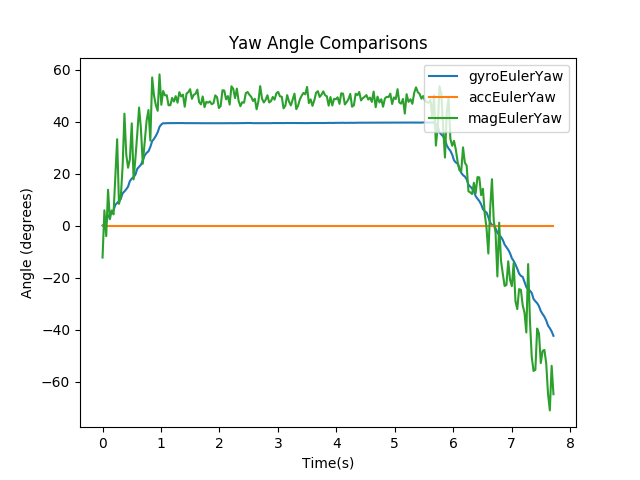 Yaw Angle Comparisons
gyroEulerYaw
accEulerYaw
magEulerYaw
60
40
20
0
−20
−40
−60
Angle (degrees)
0 1 2 3 4 5 6 7 8
Time(s)